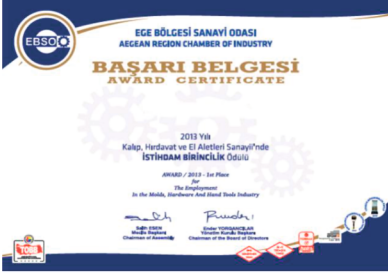 EBSO
EGE BÖLGESİ SANAYİ ODASI
AEGEAN REGION CHAMBER OF INDUSTRY
BAŞARI BELGESİ
AWARD CERTIFICATE
2013 Yılı
Kalıp, Hırdavat ve El Aletleri Sanayii'nde
İSTİHDAM BİRİNCİLİK Ödülü
AWARD / 2013 - 1st Place
for
The Employment
In the Molds, Hardware And Hand Tools Industry
Salih ESEN
Ender YORGANCILAR
Meclis Başkanı
Yönetim Kurulu Başkanı
Chairman of Assembly
Chairman of the Board of Directors